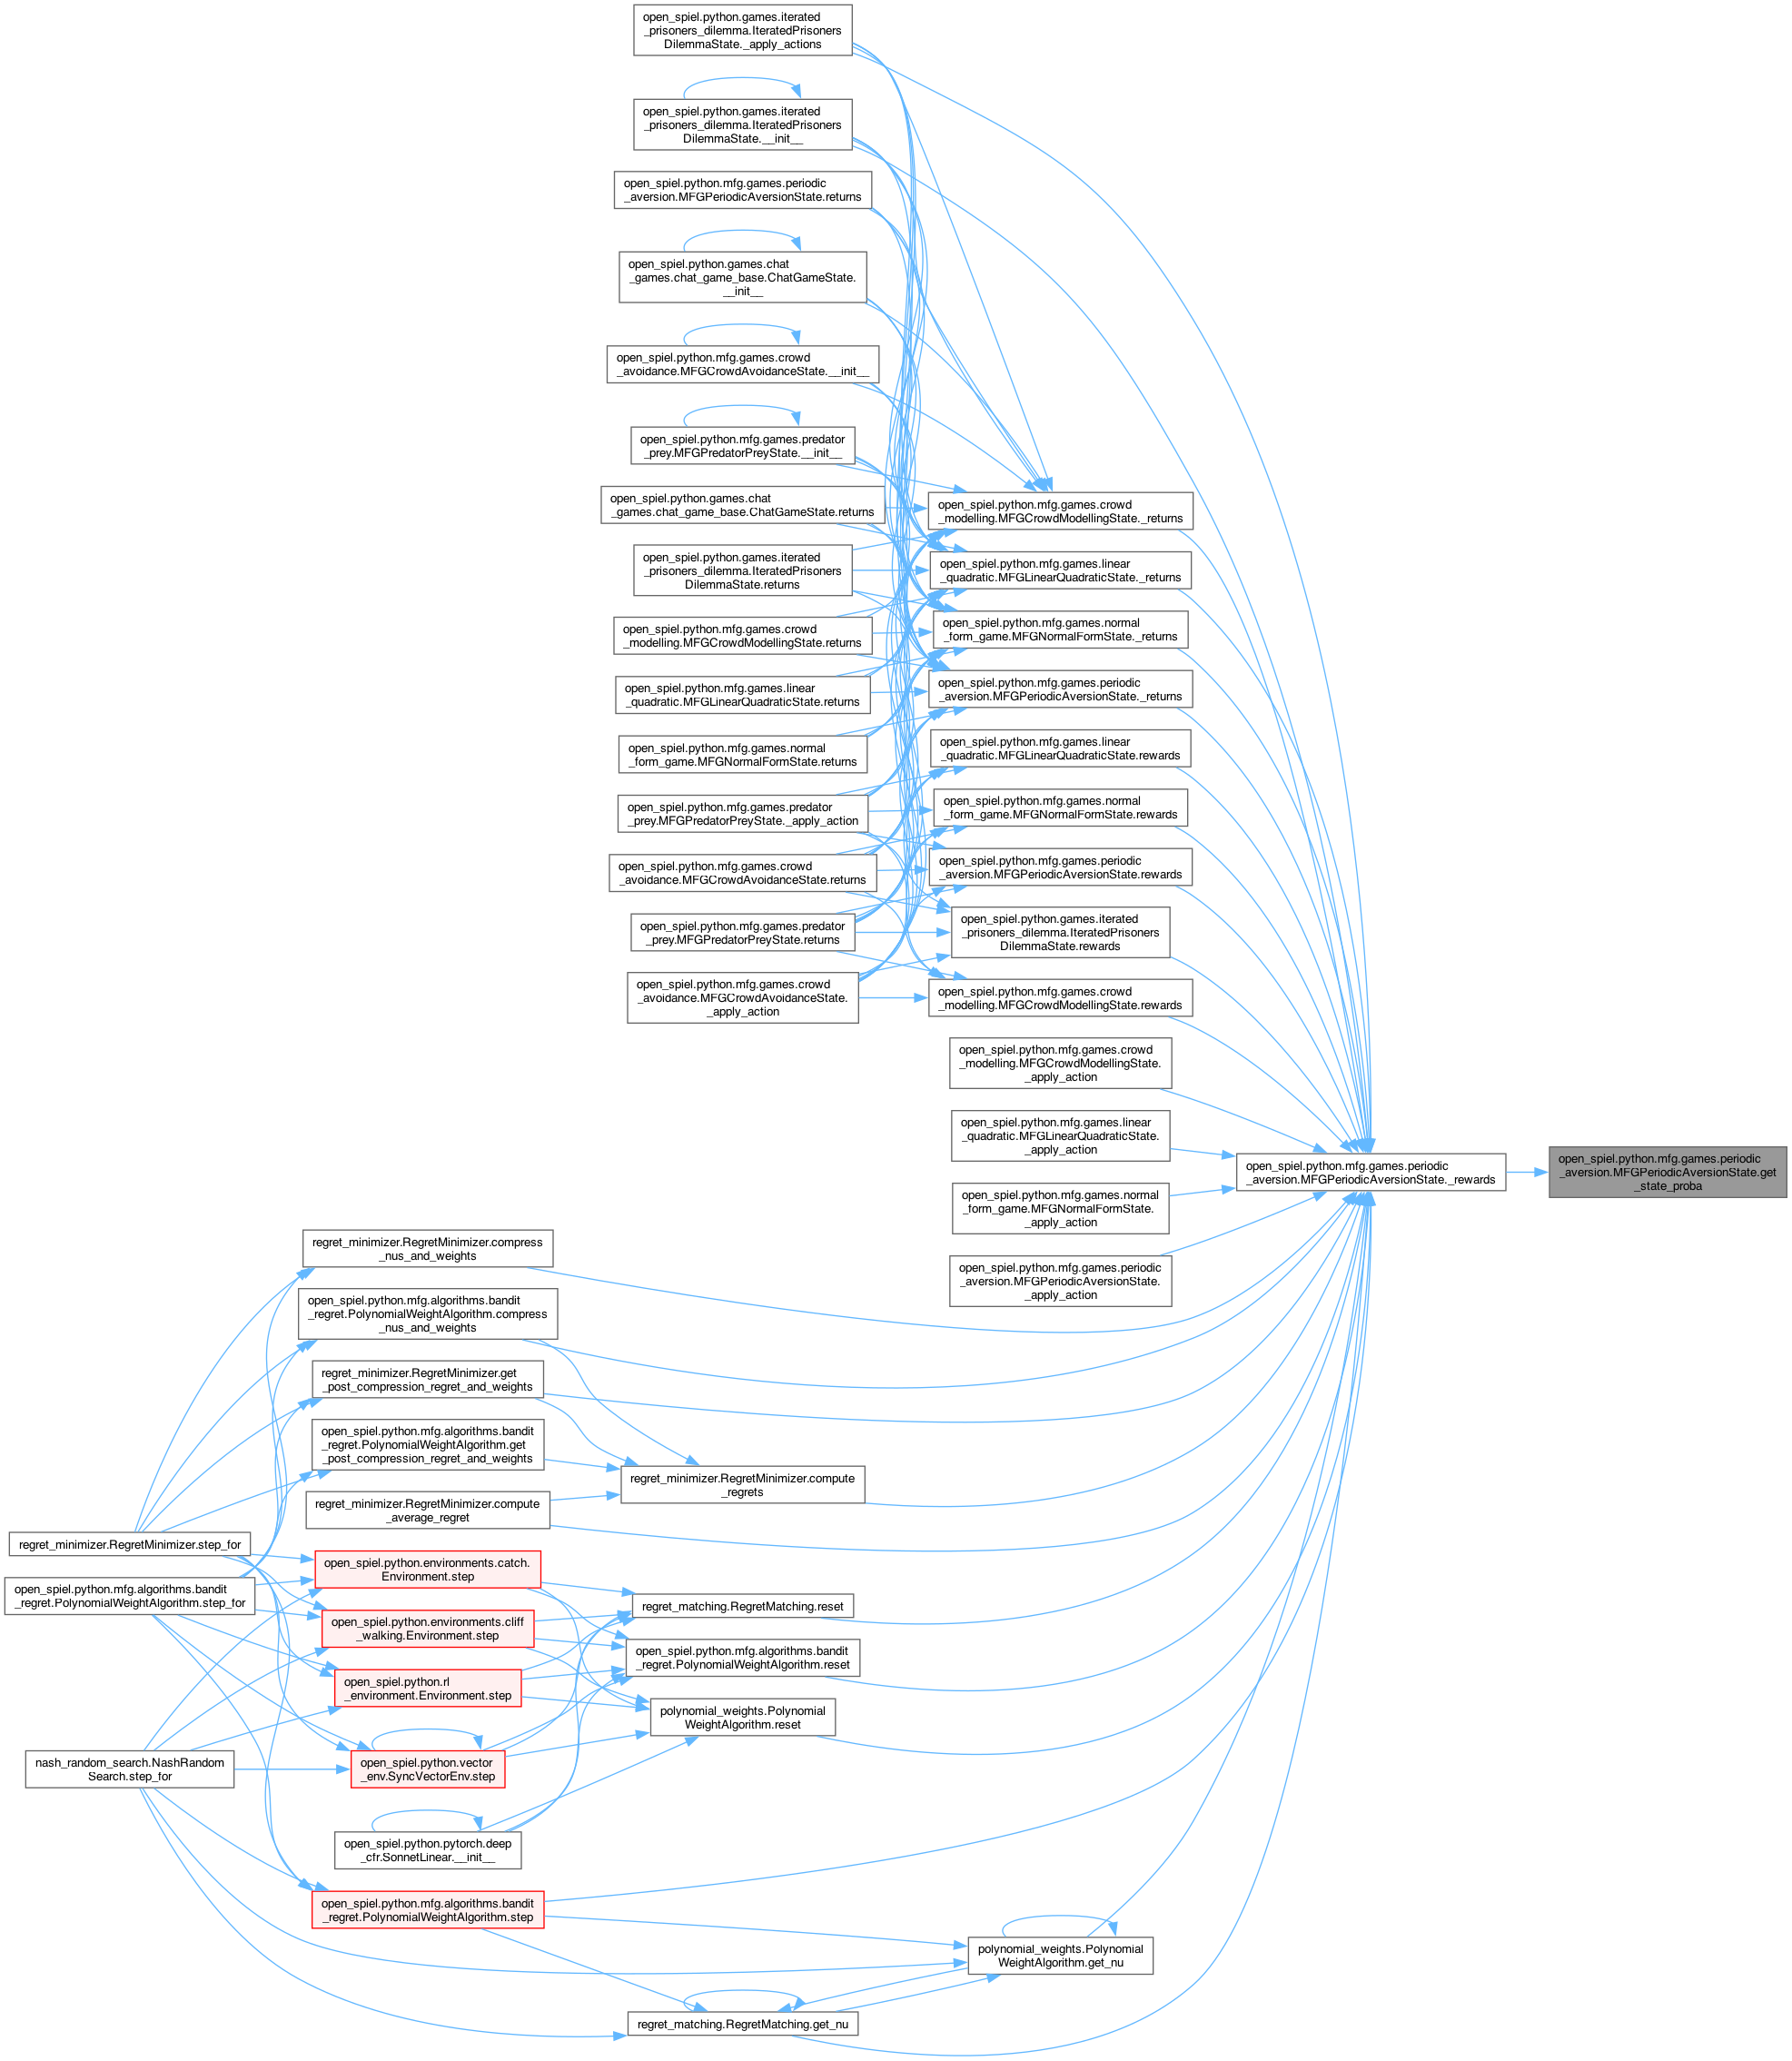 open_spiel.python.games.iterated
_prisoners_dilemma.IteratedPrisoners
DilemmaState._apply_actions
open_spiel.python.games.iterated
_prisoners_dilemma.IteratedPrisoners
DilemmaState.__init__
open_spiel.python.mfg.games.periodic
_aversion.MFGPeriodicAversionState.returns
open_spiel.python.games.chat
_games.chat_game_base.ChatGameState.
__init__
open_spiel.python.mfg.games.crowd
_avoidance.MFGCrowdAvoidanceState.__init__
open_spiel.python.mfg.games.predator
_prey.MFGPredatorPreyState.__init__
open_spiel.python.games.chat
_games.chat_game_base.ChatGameState.returns
open_spiel.python.games.iterated
_prisoners_dilemma.IteratedPrisoners
DilemmaState.returns
open_spiel.python.mfg.games.crowd
_modelling.MFGCrowdModellingState.returns
open_spiel.python.mfg.games.linear
_quadratic.MFGLinearQuadraticState.returns
open_spiel.python.mfg.games.normal
_form_game.MFGNormalFormState.returns
open_spiel.python.mfg.games.predator
_prey.MFGPredatorPreyState._apply_action
open_spiel.python.mfg.games.crowd
_avoidance.MFGCrowdAvoidanceState.returns
open_spiel.python.mfg.games.predator
_prey.MFGPredatorPreyState.returns
open_spiel.python.mfg.games.crowd
_avoidance.MFGCrowdAvoidanceState.
_apply_action
open_spiel.python.mfg.games.crowd
_modelling.MFGCrowdModellingState._returns
open_spiel.python.mfg.games.linear
_quadratic.MFGLinearQuadraticState._returns
open_spiel.python.mfg.games.normal
_form_game.MFGNormalFormState._returns
open_spiel.python.mfg.games.periodic
_aversion.MFGPeriodicAversionState._returns
open_spiel.python.mfg.games.linear
_quadratic.MFGLinearQuadraticState.rewards
open_spiel.python.mfg.games.normal
_form_game.MFGNormalFormState.rewards
open_spiel.python.mfg.games.periodic
_aversion.MFGPeriodicAversionState.rewards
open_spiel.python.games.iterated
_prisoners_dilemma.IteratedPrisoners
DilemmaState.rewards
open_spiel.python.mfg.games.crowd
_modelling.MFGCrowdModellingState.rewards
open_spiel.python.mfg.games.crowd
_modelling.MFGCrowdModellingState.
_apply_action
open_spiel.python.mfg.games.linear
_quadratic.MFGLinearQuadraticState.
_apply_action
open_spiel.python.mfg.games.normal
_form_game.MFGNormalFormState.
_apply_action
open_spiel.python.mfg.games.periodic
_aversion.MFGPeriodicAversionState.
_apply_action
open_spiel.python.mfg.games.periodic
_aversion.MFGPeriodicAversionState._rewards
open_spiel.python.mfg.games.periodic
_aversion.MFGPeriodicAversionState.get
_state_proba
regret_minimizer.RegretMinimizer.compress
_nus_and_weights
open_spiel.python.mfg.algorithms.bandit
_regret.PolynomialWeightAlgorithm.compress
_nus_and_weights
regret_minimizer.RegretMinimizer.get
_post_compression_regret_and_weights
open_spiel.python.mfg.algorithms.bandit
_regret.PolynomialWeightAlgorithm.get
_post_compression_regret_and_weights
regret_minimizer.RegretMinimizer.compute
_average_regret
regret_minimizer.RegretMinimizer.compute
_regrets
regret_minimizer.RegretMinimizer.step_for
open_spiel.python.mfg.algorithms.bandit
_regret.PolynomialWeightAlgorithm.step_for
open_spiel.python.environments.catch.
Environment.step
open_spiel.python.environments.cliff
_walking.Environment.step
open_spiel.python.rl
_environment.Environment.step
open_spiel.python.vector
_env.SyncVectorEnv.step
regret_matching.RegretMatching.reset
open_spiel.python.mfg.algorithms.bandit
_regret.PolynomialWeightAlgorithm.reset
polynomial_weights.Polynomial
WeightAlgorithm.reset
nash_random_search.NashRandom
Search.step_for
open_spiel.python.pytorch.deep
_cfr.SonnetLinear.__init__
open_spiel.python.mfg.algorithms.bandit
_regret.PolynomialWeightAlgorithm.step
polynomial_weights.Polynomial
WeightAlgorithm.get_nu
regret_matching.RegretMatching.get_nu